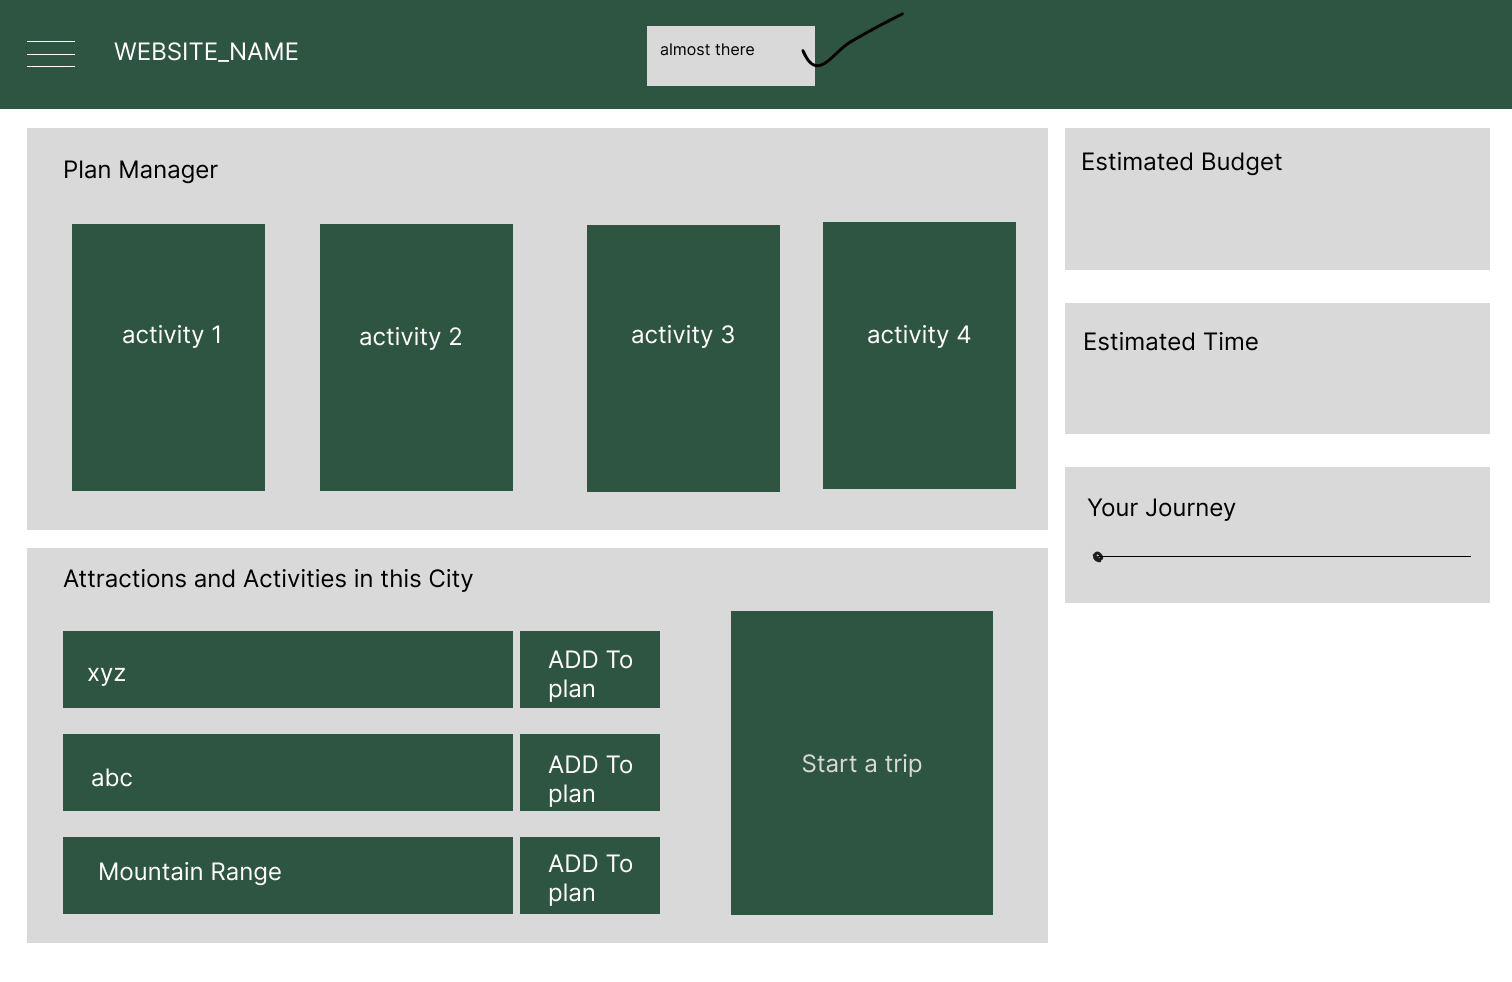 WEBSITE_NAME
almost there
Plan Manager
activity 1
activity 2
activity 3
activity 4
Estimated Budget
Estimated Time
Your Journey
Attractions and Activities in this City
xyz
ADD To
plan
abc
ADD To
plan
Mountain Range
ADD To
plan
Start a trip